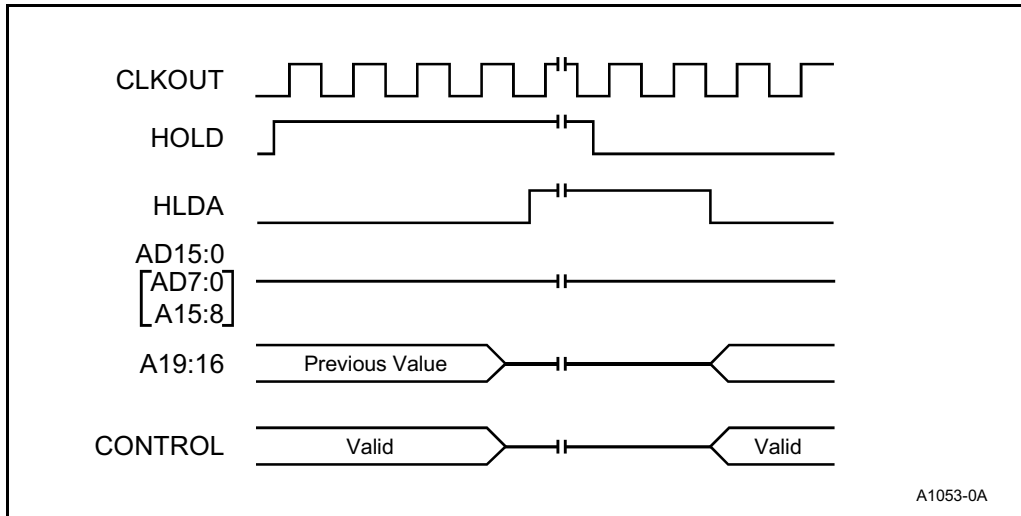 CLKOUT
HOLD
HLDA
AD15:0
AD7:0
A15:8
A19:16
Previous Value
CONTROL
Valid
Valid
A1053-0A